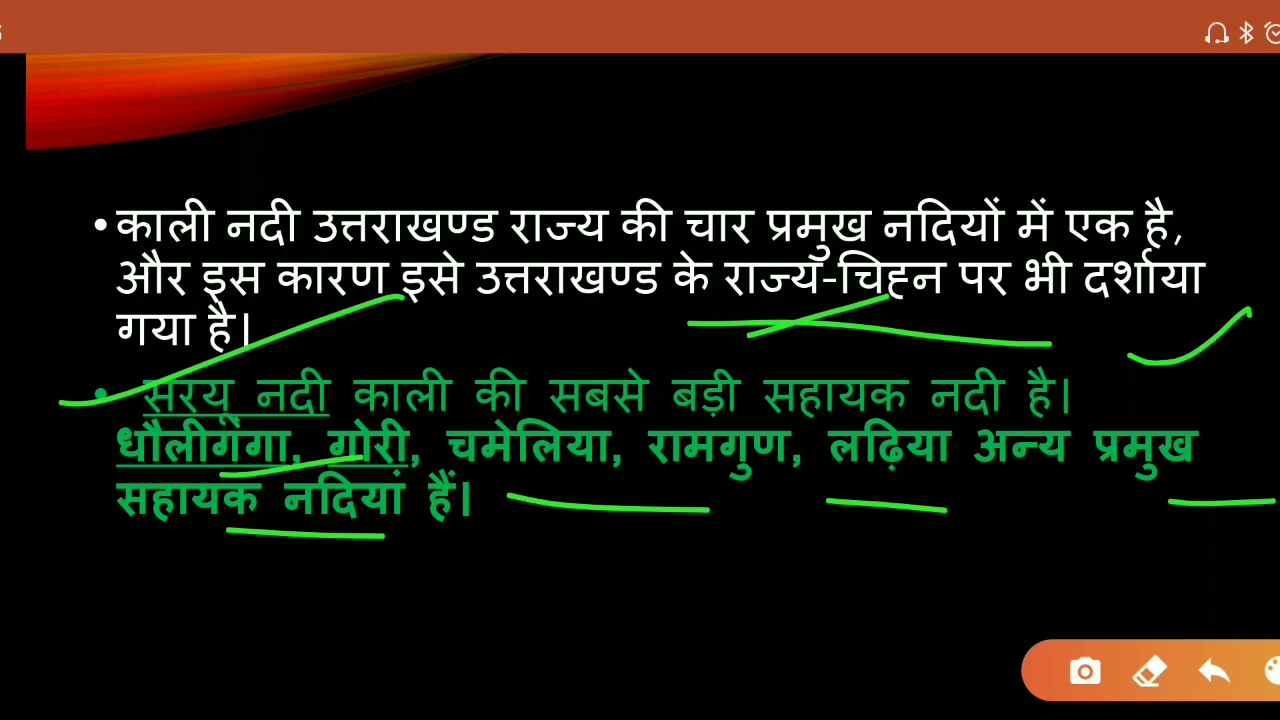 • काली नदी उत्तराखण्ड राज्य की चार प्रमुख नदियों में एक है,
और इस कारण इसे उत्तराखण्ड के राज्य-चिह्न पर भी दर्शाया
गया है।
• सरयू नदी काली की सबसे बड़ी सहायक नदी है।
धौलीगंगा, गोरी, चमेलिया, रामगुण, लढ़िया अन्य प्रमुख
सहायक नदियां हैं।